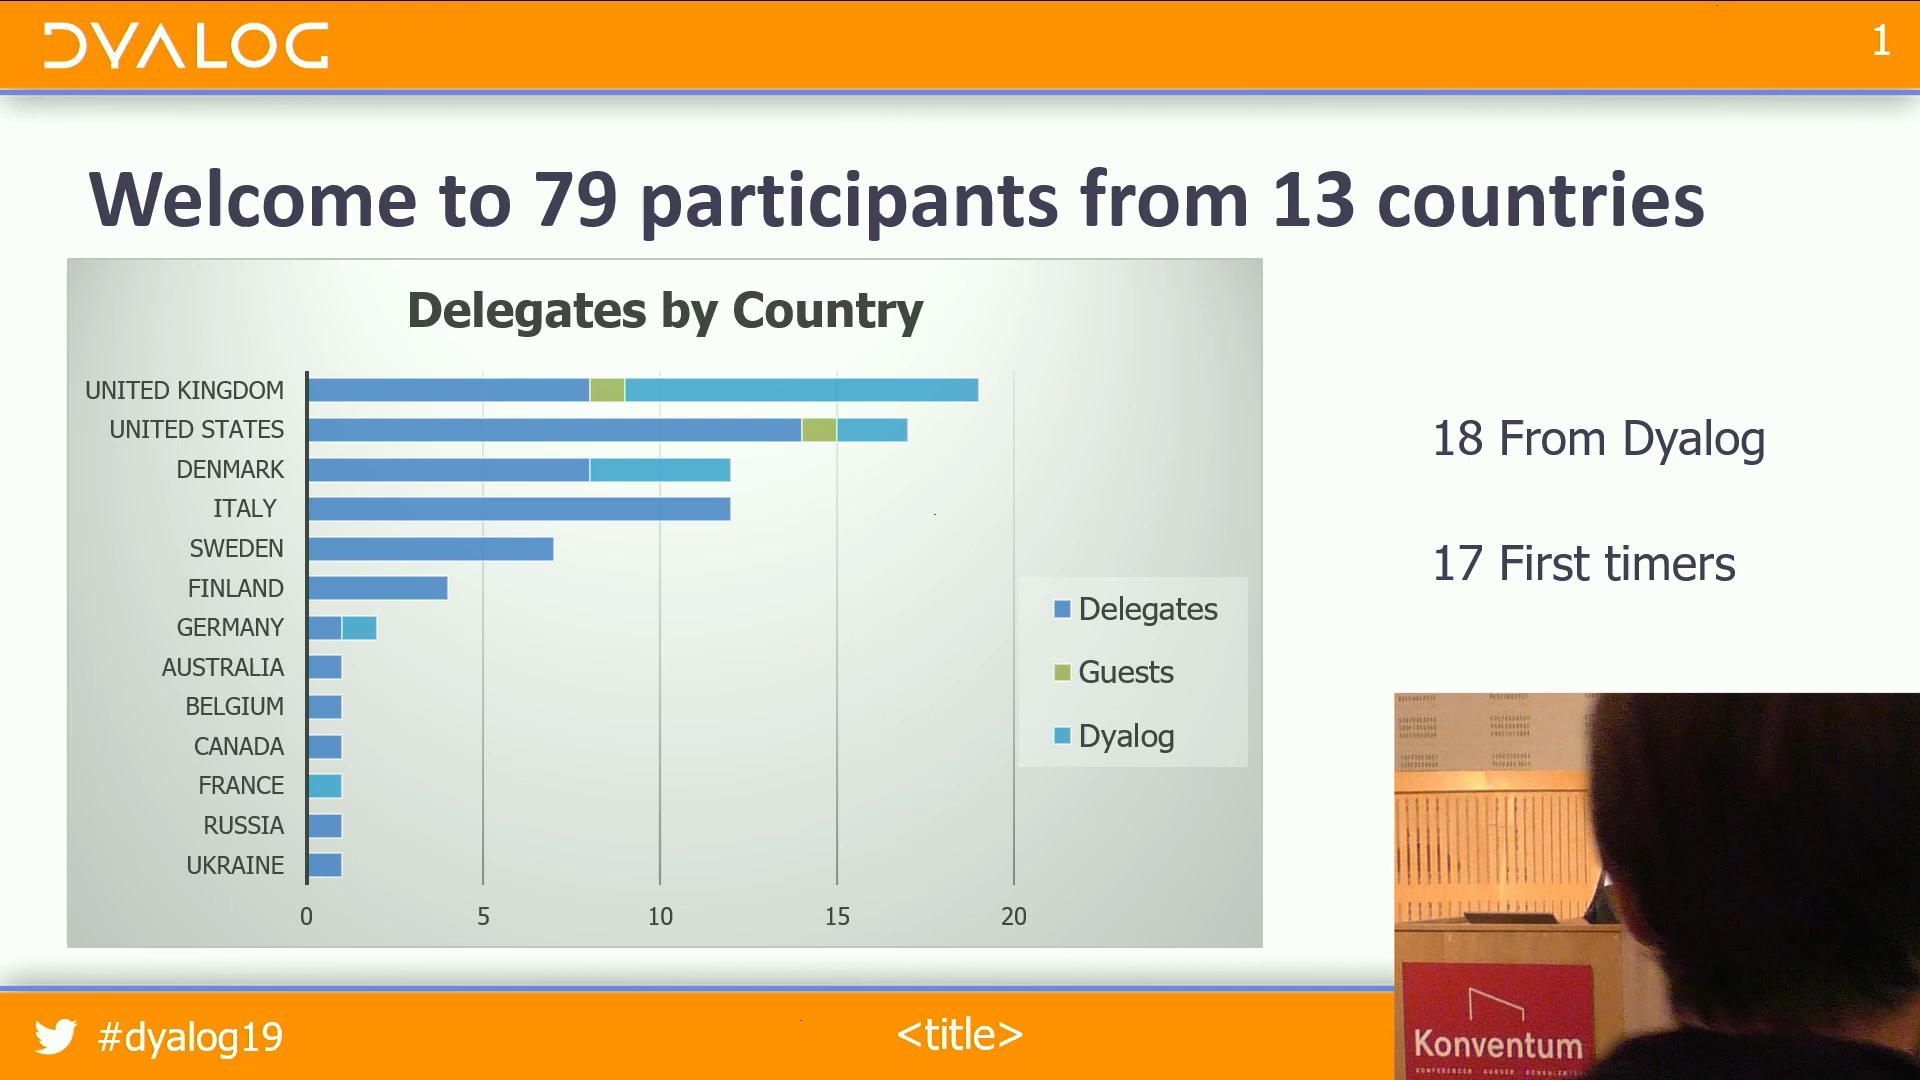 DYALOG
1
Welcome to 79 participants from 13 countries
Delegates by Country
UNITED KINGDOM
UNITED STATES
DENMARK
ITALY
SWEDEN
FINLAND
GERMANY
AUSTRALIA
BELGIUM
CANADA
FRANCE
RUSSIA
UKRAINE
0 5 10 15 20
Delegates
Guests
Dyalog
18 From Dyalog
17 First timers
#dyalog19
<title>
Konventum